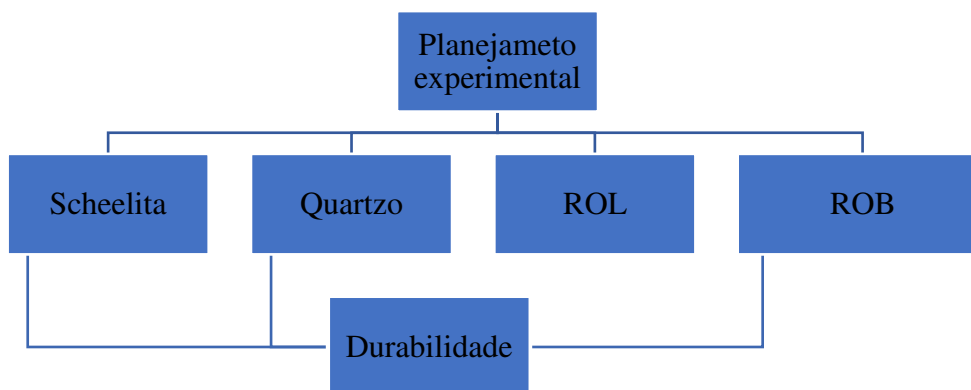 Planejameto
experimental
Scheelita
Quartzo
ROL
ROB
Durabilidade